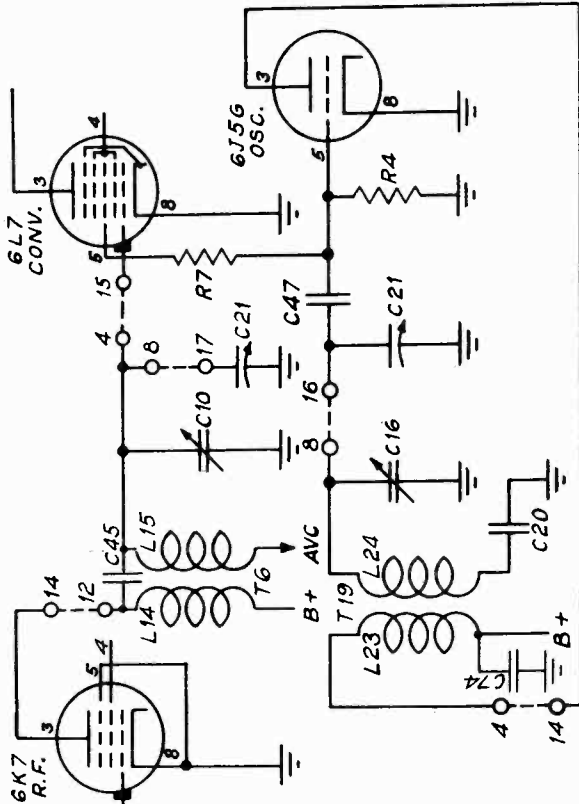 6L7
CONV.
3
4
5
8
15
4
8
17
C21
R7
C10
C45
L15
AVC
14
12
L14
T6
B+
6K7
R.F.
3
5
4
8
6J5G
OSC.
3
5
8
R4
C47
C21
16
8
C16
L24
C20
T19
L23
C74
B+
4
14